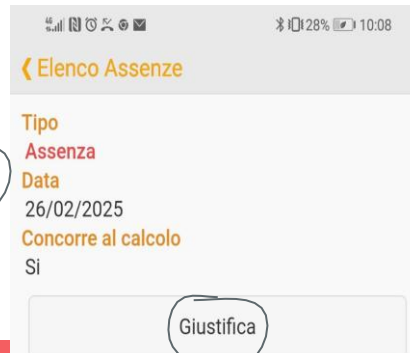 28% 10:08
Elenco Assenze
Tipo
Assenza
Data
26/02/2025
Concorre al calcolo
Si
Giustifica